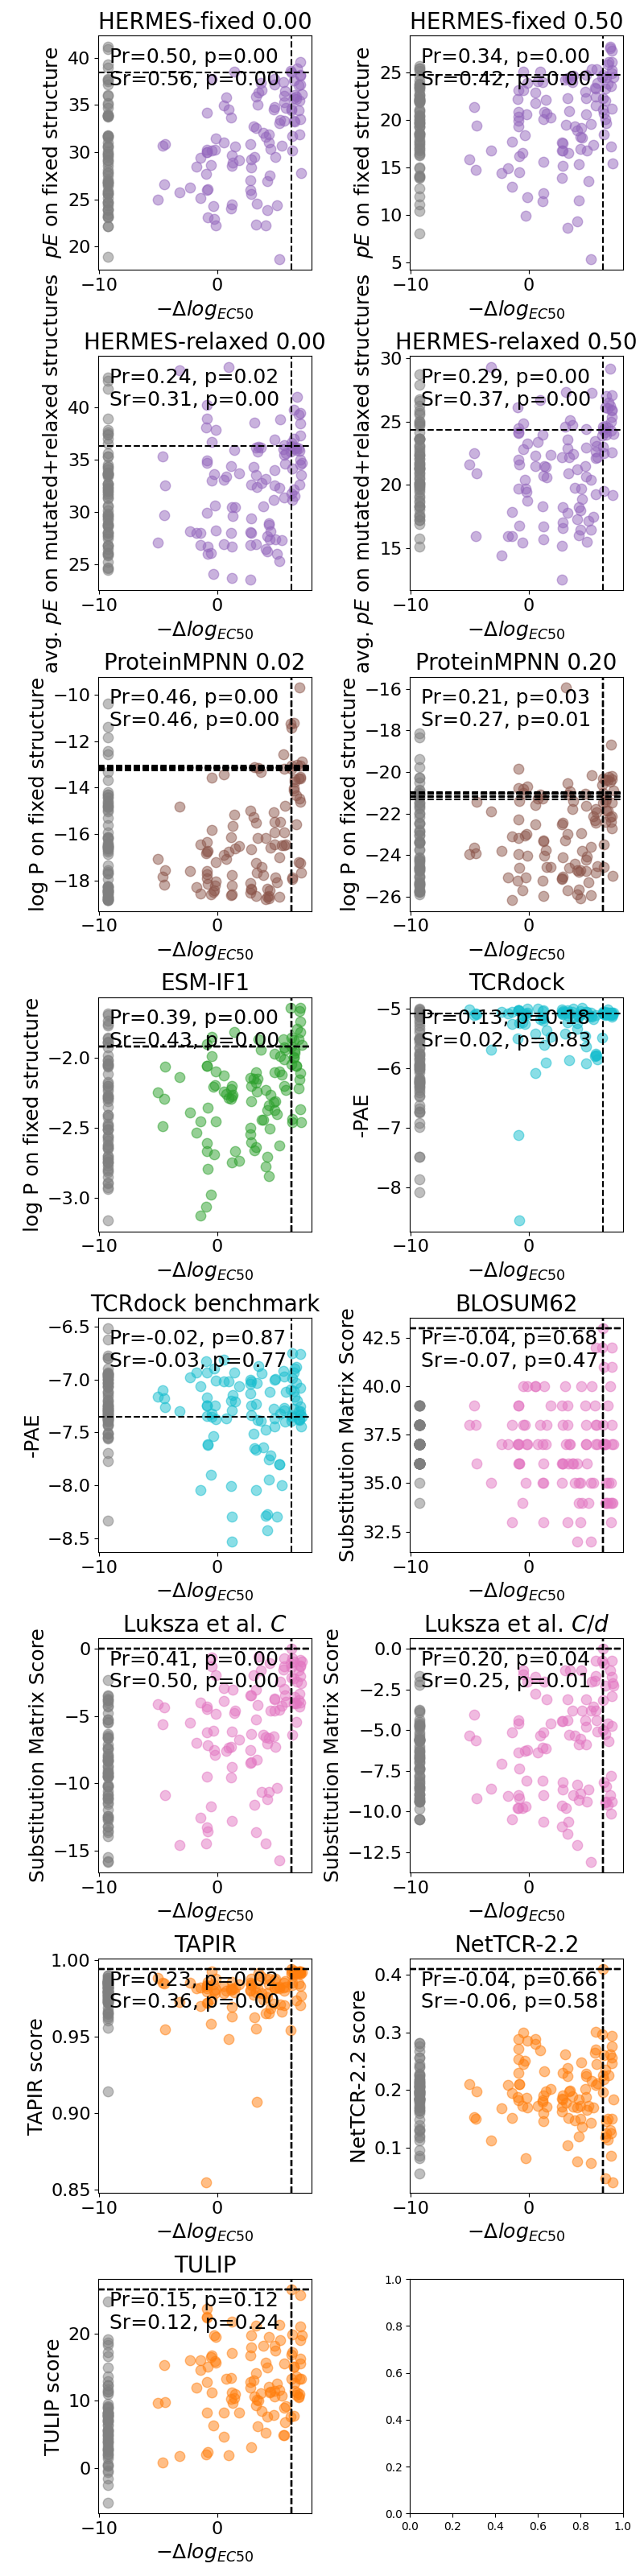 HERMES-fixed 0.00
Pr=0.50, p=0.00
Sr=0.56, p=0.00
pE on fixed structure
40
35
30
25
20
−10
0
−ΔlogEC50
HERMES-fixed 0.50
Pr=0.34, p=0.00
Sr=0.42, p=0.00
pE on fixed structure
25
20
15
10
5
−10
0
−ΔlogEC50
HERMES-relaxed 0.00
Pr=0.24, p=0.02
Sr=0.31, p=0.00
avg. pE on mutated+relaxed structures
40
35
30
25
−10
0
−ΔlogEC50
HERMES-relaxed 0.50
Pr=0.29, p=0.00
Sr=0.37, p=0.00
avg. pE on mutated+relaxed structures
30
25
20
15
−10
0
−ΔlogEC50
ProteinMPNN 0.02
Pr=0.46, p=0.00
Sr=0.46, p=0.00
log P on fixed structure
−10
−12
−14
−16
−18
−10
0
−ΔlogEC50
ProteinMPNN 0.20
Pr=0.21, p=0.03
Sr=0.27, p=0.01
log P on fixed structure
−16
−18
−20
−22
−24
−26
−10
0
−ΔlogEC50
ESM-IF1
Pr=0.39, p=0.00
Sr=0.43, p=0.00
log P on fixed structure
−2.0
−2.5
−3.0
−10
0
−ΔlogEC50
TCRdock
Pr=0.13, p=0.18
Sr=0.02, p=0.83
-PAE
−5
−6
−7
−8
−10
0
−ΔlogEC50
TCRdock benchmark
Pr=-0.02, p=0.87
Sr=-0.03, p=0.77
-PAE
−6.5
−7.0
−7.5
−8.0
−8.5
−10
0
−ΔlogEC50
BLOSUM62
Pr=-0.04, p=0.68
Sr=-0.07, p=0.47
Substitution Matrix Score
42.5
40.0
37.5
35.0
32.5
−10
0
−ΔlogEC50
Luksza et al. C
Pr=0.41, p=0.00
Sr=0.50, p=0.00
Substitution Matrix Score
0
−5
−10
−15
−10
0
−ΔlogEC50
Luksza et al. C/d
Pr=0.20, p=0.04
Sr=0.25, p=0.01
Substitution Matrix Score
0.0
−2.5
−5.0
−7.5
−10.0
−12.5
−10
0
−ΔlogEC50
TAPIR
Pr=0.23, p=0.02
Sr=0.36, p=0.00
TAPIR score
1.00
0.95
0.90
0.85
−10
0
−ΔlogEC50
NetTCR-2.2
Pr=-0.04, p=0.66
Sr=-0.06, p=0.58
NetTCR-2.2 score
0.4
0.3
0.2
0.1
−10
0
−ΔlogEC50
TULIP
Pr=0.15, p=0.12
Sr=0.12, p=0.24
TULIP score
20
10
0
−10
0
−ΔlogEC50
1.0
0.8
0.6
0.4
0.2
0.0
0.0
0.2
0.4
0.6
0.8
1.0